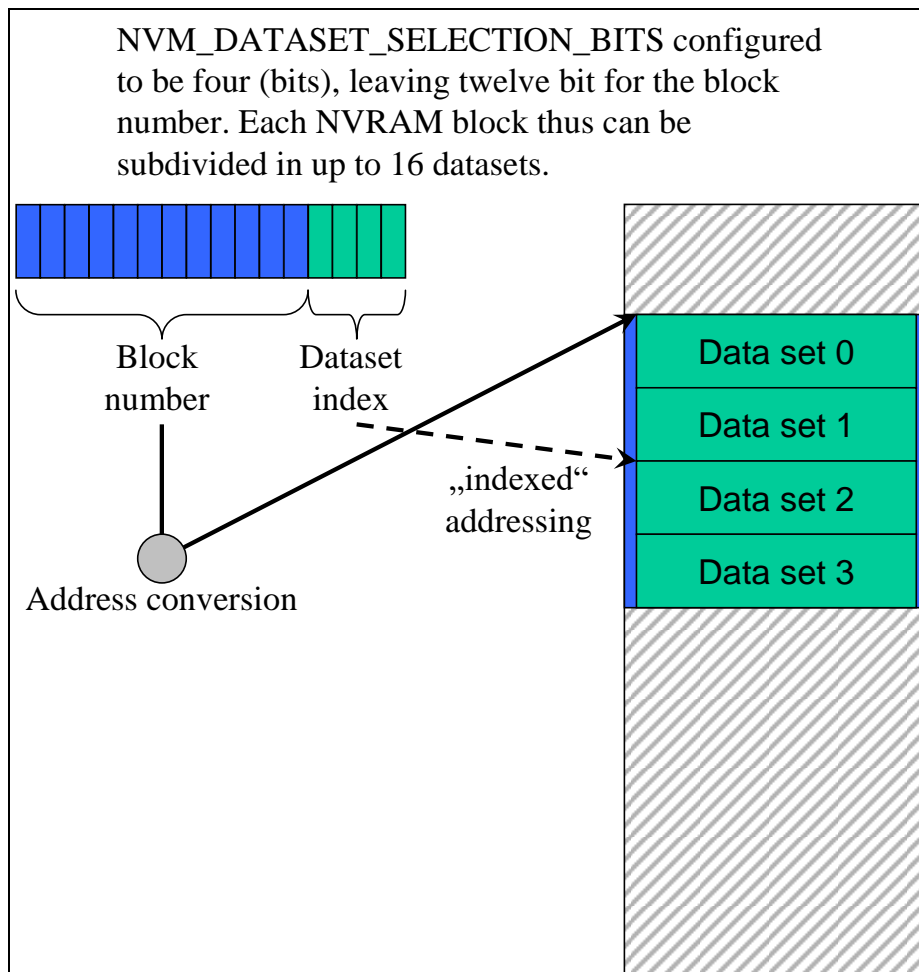 NVM_DATASET_SELECTION_BITS configured
to be four (bits), leaving twelve bit for the block
number. Each NVRAM block thus can be
subdivided in up to 16 datasets.
Block
number
Dataset
index
„indexed“
addressing
Address conversion
Data set 0
Data set 1
Data set 2
Data set 3